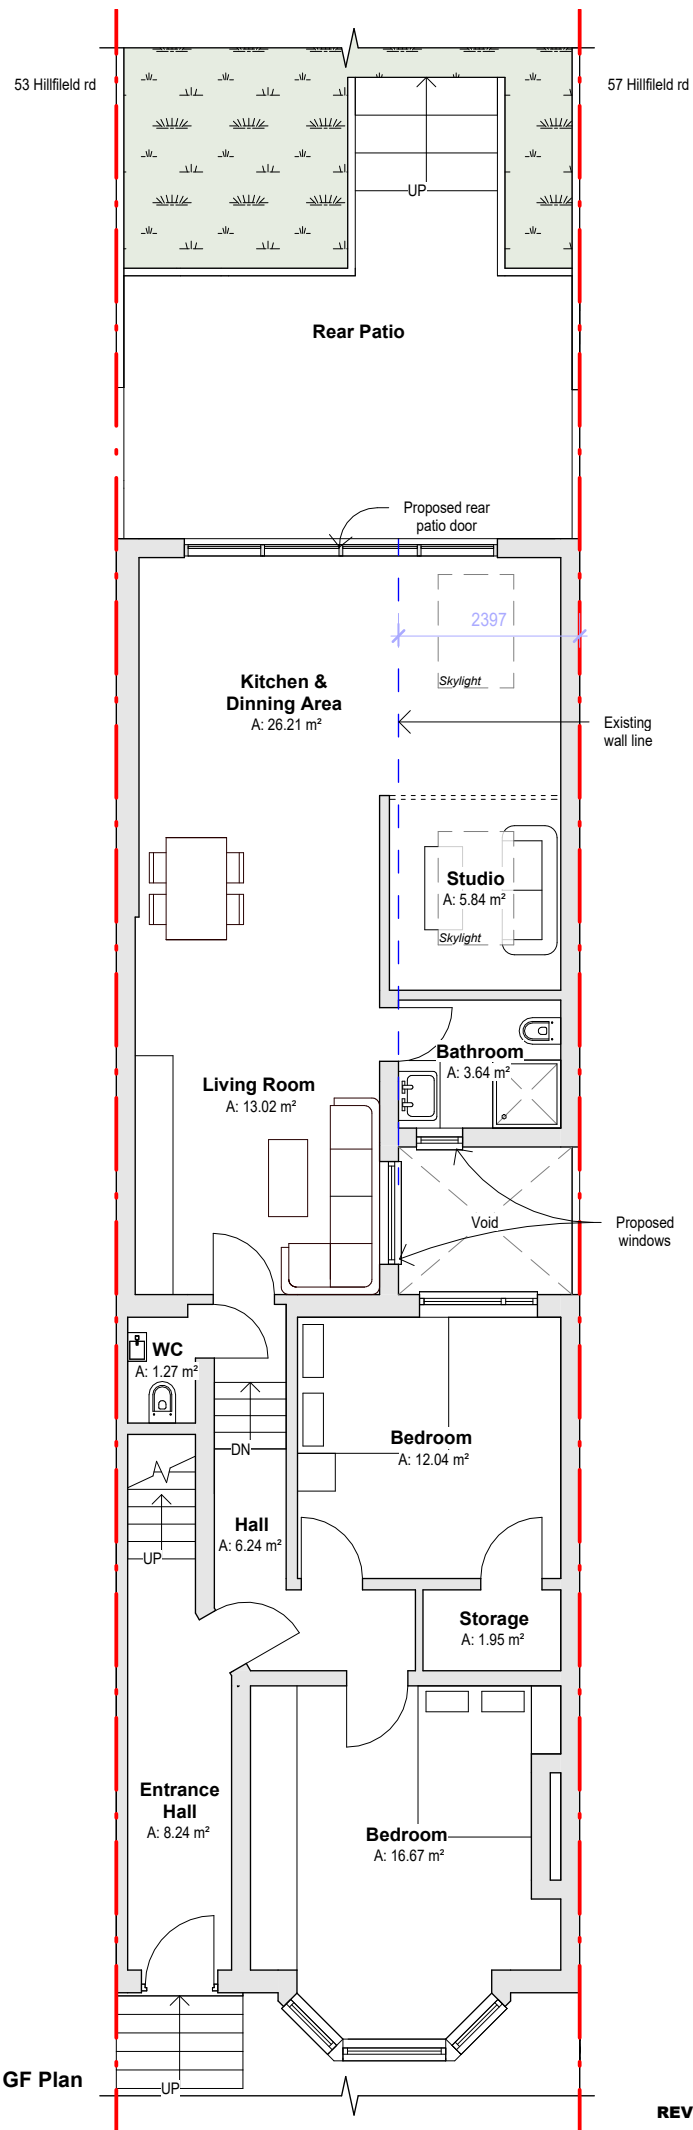 53 Hillfileld rd
57 Hillfileld rd
UP
Rear Patio
Proposed rear
patio door
2397
Skylight
Kitchen &
Dinning Area
A: 26.21 m²
Existing
wall line
Studio
A: 5.84 m²
Skylight
Bathroom
A: 3.64 m²
Living Room
A: 13.02 m²
Void
Proposed
windows
WC
A: 1.27 m²
Bedroom
A: 12.04 m²
DN
Hall
A: 6.24 m²
UP
Storage
A: 1.95 m²
Entrance
Hall
A: 8.24 m²
Bedroom
A: 16.67 m²
GF Plan
UP
REV